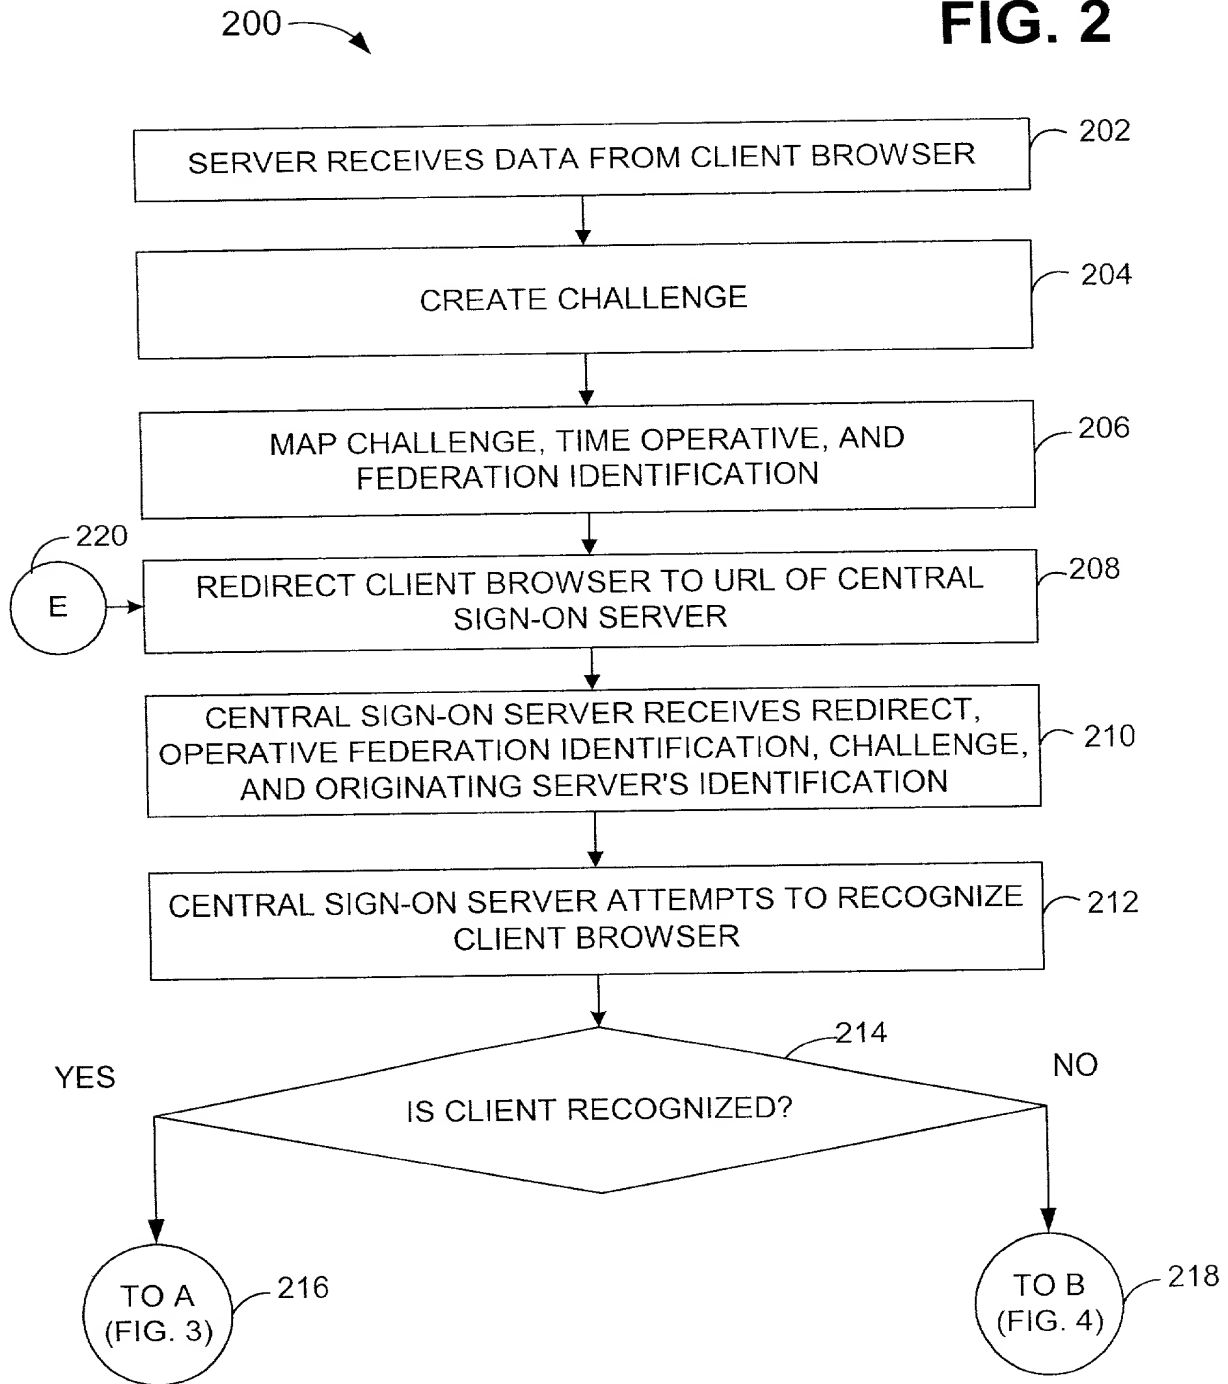 200
FIG. 2
SERVER RECEIVES DATA FROM CLIENT BROWSER
202
CREATE CHALLENGE
204
MAP CHALLENGE, TIME OPERATIVE, AND
FEDERATION IDENTIFICATION
206
220
E
REDIRECT CLIENT BROWSER TO URL OF CENTRAL
SIGN-ON SERVER
208
CENTRAL SIGN-ON SERVER RECEIVES REDIRECT,
OPERATIVE FEDERATION IDENTIFICATION, CHALLENGE,
AND ORIGINATING SERVER'S IDENTIFICATION
210
CENTRAL SIGN-ON SERVER ATTEMPTS TO RECOGNIZE
CLIENT BROWSER
212
214
YES
NO
IS CLIENT RECOGNIZED?
TO A
(FIG. 3)
216
TO B
(FIG. 4)
218